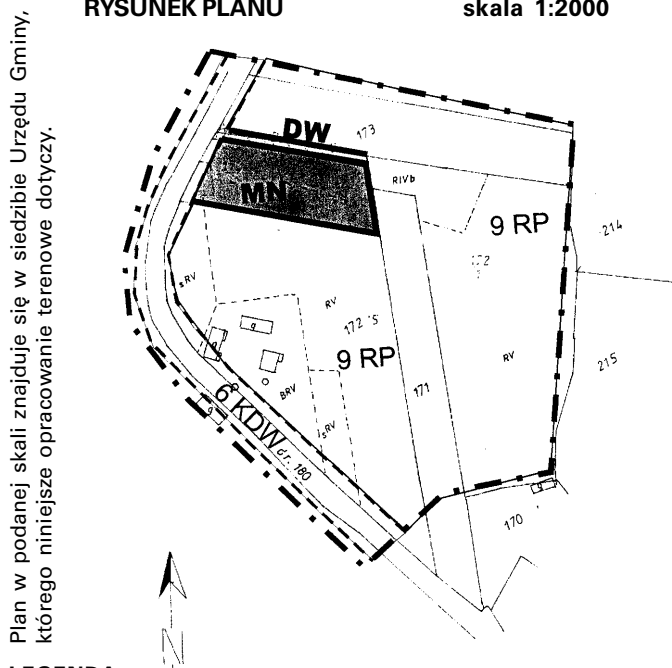 RYSUNEK PLANU
skala 1:2000
Plan w podanej skali znajduje się w siedzibie Urzędu Gminy,
którego niniejsze opracowanie terenowe dotyczy.
DW
173
MN
RIVb
9 RP
214
sRV
RV
172
9 RP
RV
215
BRV
171
6 KDW
dr. 180
sRV
170
N